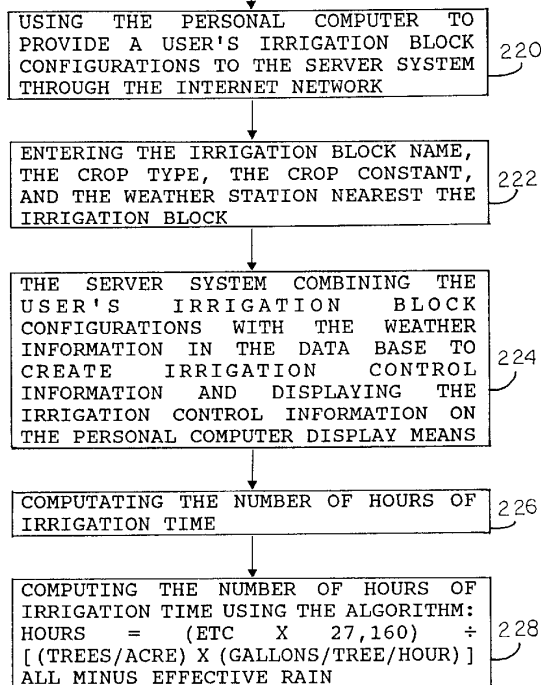 USING THE PERSONAL COMPUTER TO
PROVIDE A USER'S IRRIGATION BLOCK
CONFIGURATIONS TO THE SERVER SYSTEM
THROUGH THE INTERNET NETWORK
220
ENTERING THE IRRIGATION BLOCK NAME,
THE CROP TYPE, THE CROP CONSTANT,
AND THE WEATHER STATION NEAREST THE
IRRIGATION BLOCK
222
THE SERVER SYSTEM COMBINING THE
USER'S IRRIGATION BLOCK
CONFIGURATIONS WITH THE WEATHER
INFORMATION IN THE DATA BASE TO
CREATE IRRIGATION CONTROL
INFORMATION AND DISPLAYING THE
IRRIGATION CONTROL INFORMATION ON
THE PERSONAL COMPUTER DISPLAY MEANS
224
COMPUTATING THE NUMBER OF HOURS OF
IRRIGATION TIME
226
COMPUTING THE NUMBER OF HOURS OF
IRRIGATION TIME USING THE ALGORITHM:
HOURS = (ETC X 27,160) ÷
[(TREES/ACRE) X (GALLONS/TREE/HOUR)]
ALL MINUS EFFECTIVE RAIN
228